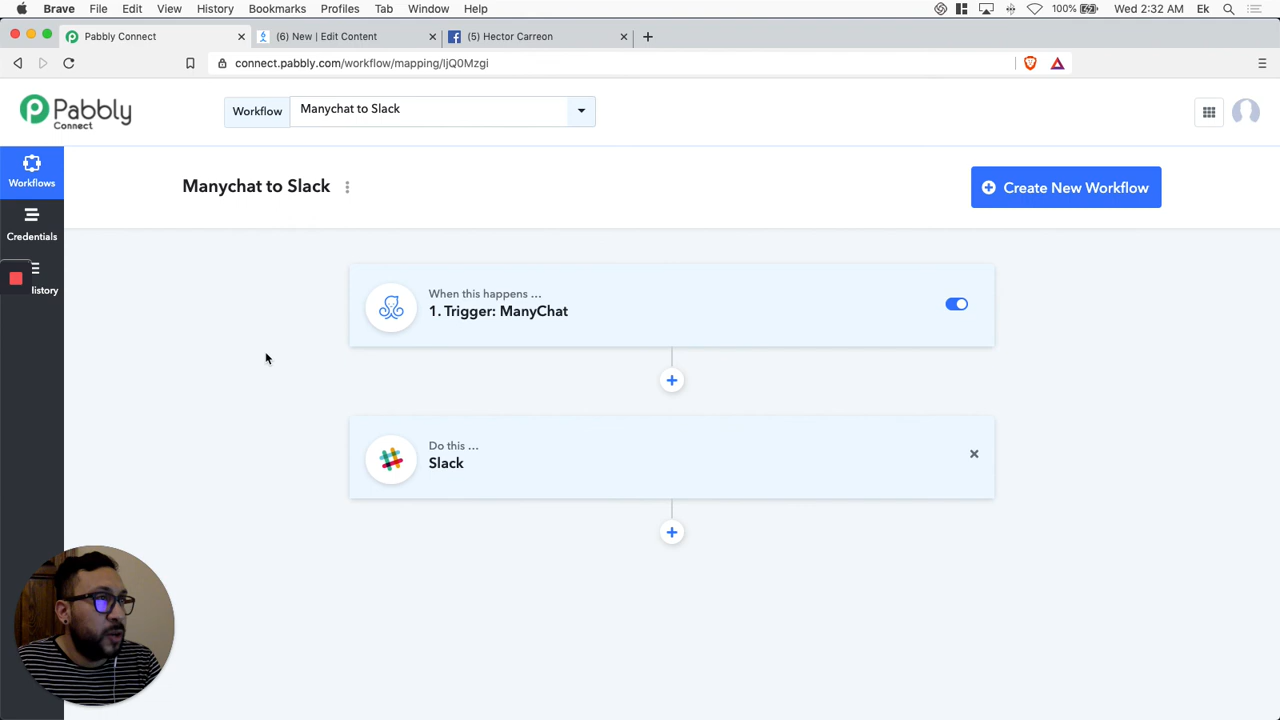 Brave File Edit View History Bookmarks Profiles Tab Window Help 100% Wed 2:32 AM Ek
Pabbly Connect (6) New | Edit Content (5) Hector Carreon
connect.pabbly.com/workflow/mapping/IjQ0Mzgi
Pabbly
Connect
Workflow Manychat to Slack
Workflows
Credentials
istory
Manychat to Slack
Create New Workflow
When this happens ...
1. Trigger: ManyChat
Do this ...
Slack